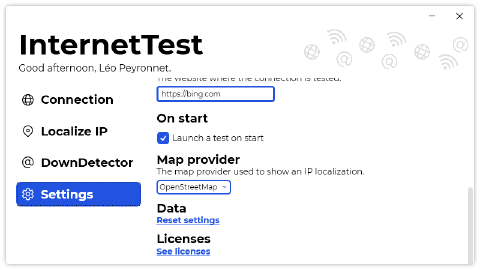 InternetTest
Good afternoon, Léo Peyronnet.
Connection
Localize IP
DownDetector
Settings
The website where the connection is tested.
https://bing.com
On start
Launch a test on start
Map provider
The map provider used to show an IP localization.
OpenStreetMap
Data
Reset settings
Licenses
See licenses